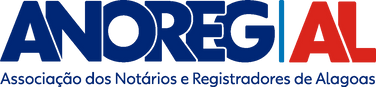 ANOREG|AL
Associação dos Notários e Registradores de Alagoas